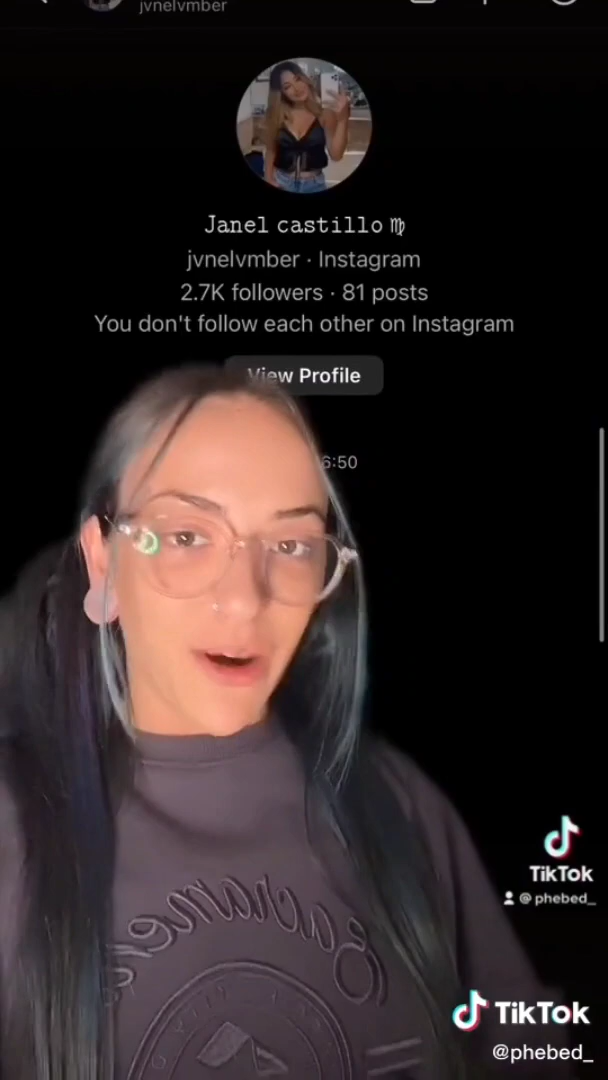 jvnelvmber
Janel castillo ♍
jvnelvmber · Instagram
2.7K followers · 81 posts
You don't follow each other on Instagram
View Profile
6:50
Sacramen
TikTok
@phebed_
TikTok
@phebed_